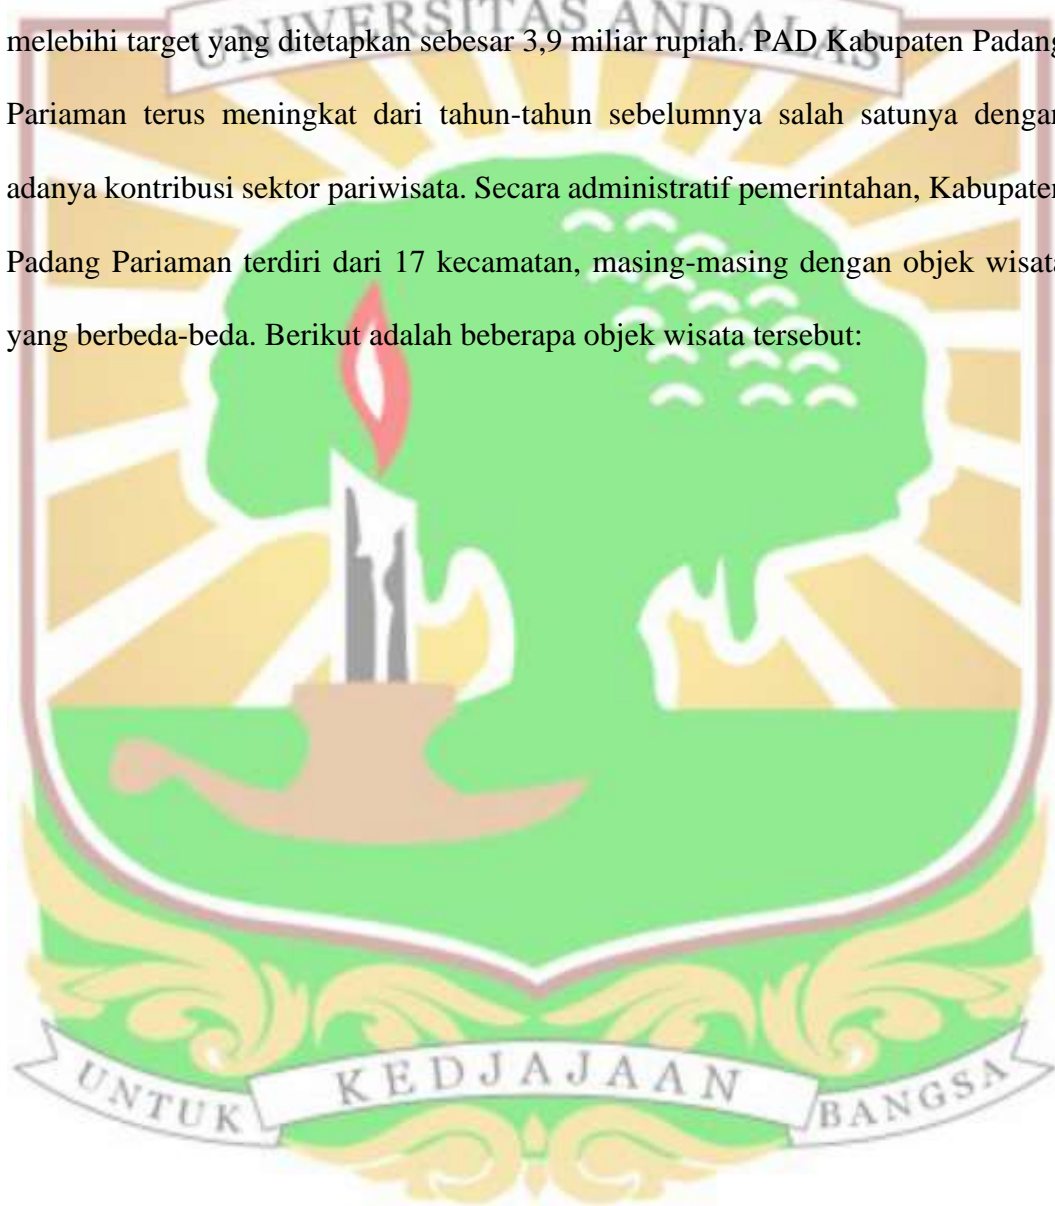 UNIVERSITAS ANDALAS
melebihi target yang ditetapkan sebesar 3,9 miliar rupiah. PAD Kabupaten Padang
Pariaman terus meningkat dari tahun-tahun sebelumnya salah satunya dengan
adanya kontribusi sektor pariwisata. Secara administratif pemerintahan, Kabupaten
Padang Pariaman terdiri dari 17 kecamatan, masing-masing dengan objek wisata
yang berbeda-beda. Berikut adalah beberapa objek wisata tersebut:
UNTUK KEDJAJAAN BANGSA